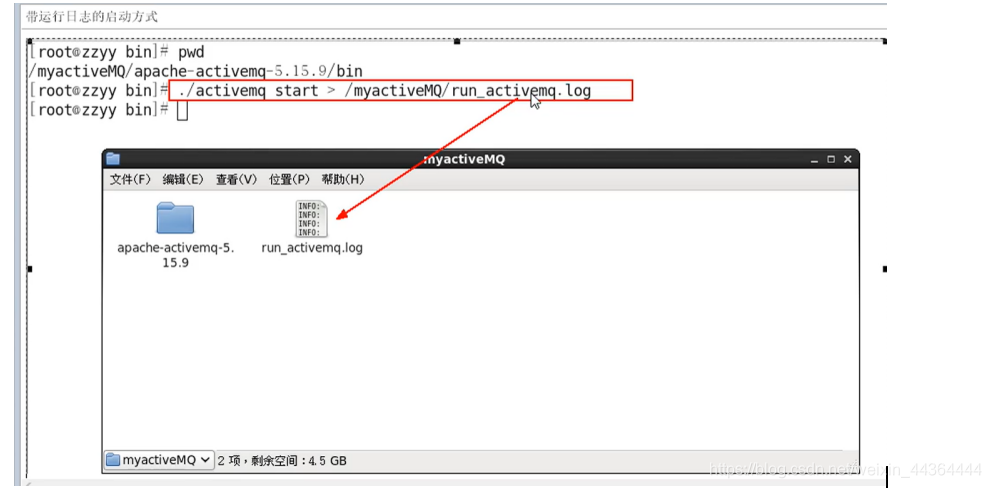 带运行日志的启动方式
[root@zzyy bin]# pwd
/myactiveMQ/apache-activemq-5.15.9/bin
[root@zzyy bin]# ./activemq start > /myactiveMQ/run_activemq.log
[root@zzyy bin]#
myactiveMQ
文件(F) 编辑(E) 查看(V) 位置(P) 帮助(H)
INFO:
INFO:
INFO:
INFO:
apache-activemq-5.
15.9
run_activemq.log
myactiveMQ 2 项，剩余空间：4.5 GB
https://blog.csdn.net/weixin_44364444